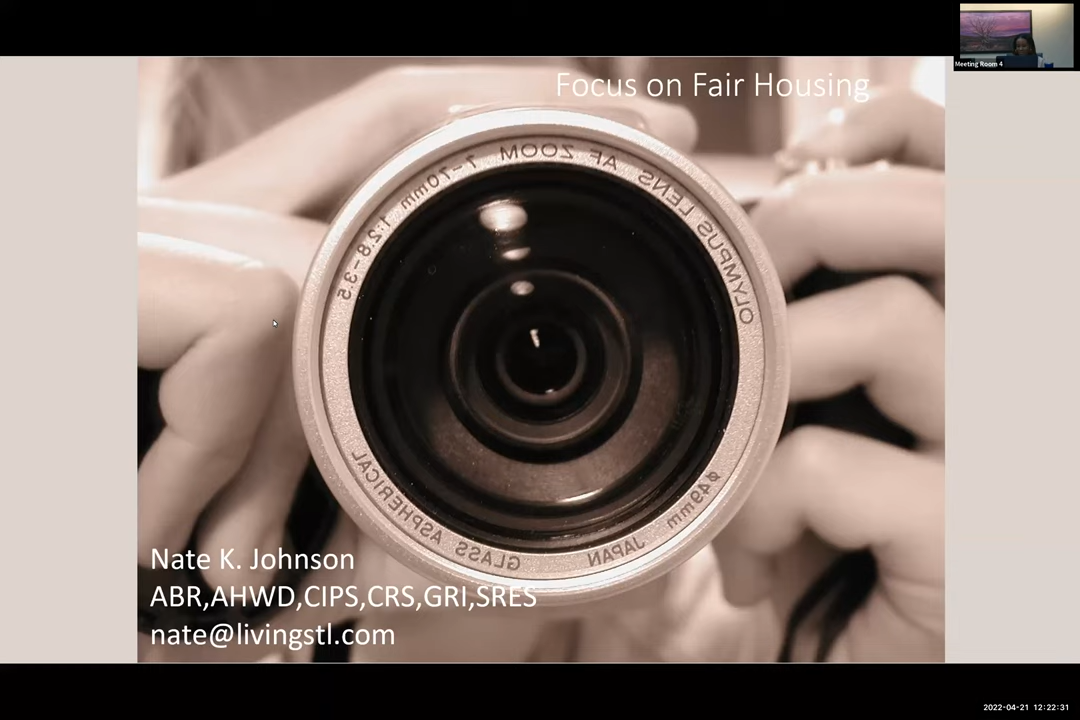 Focus on Fair Housing
Meeting Room 4
OLYMPUS LENS AF ZOOM 7-70mm 1:2.8-3.5
GLASS ASPHERICAL
JAPAN ø49mm
Nate K. Johnson
ABR,AHWD,CIPS,CRS,GRI,SRES
nate@livingstl.com
2022-04-21 12:22:31